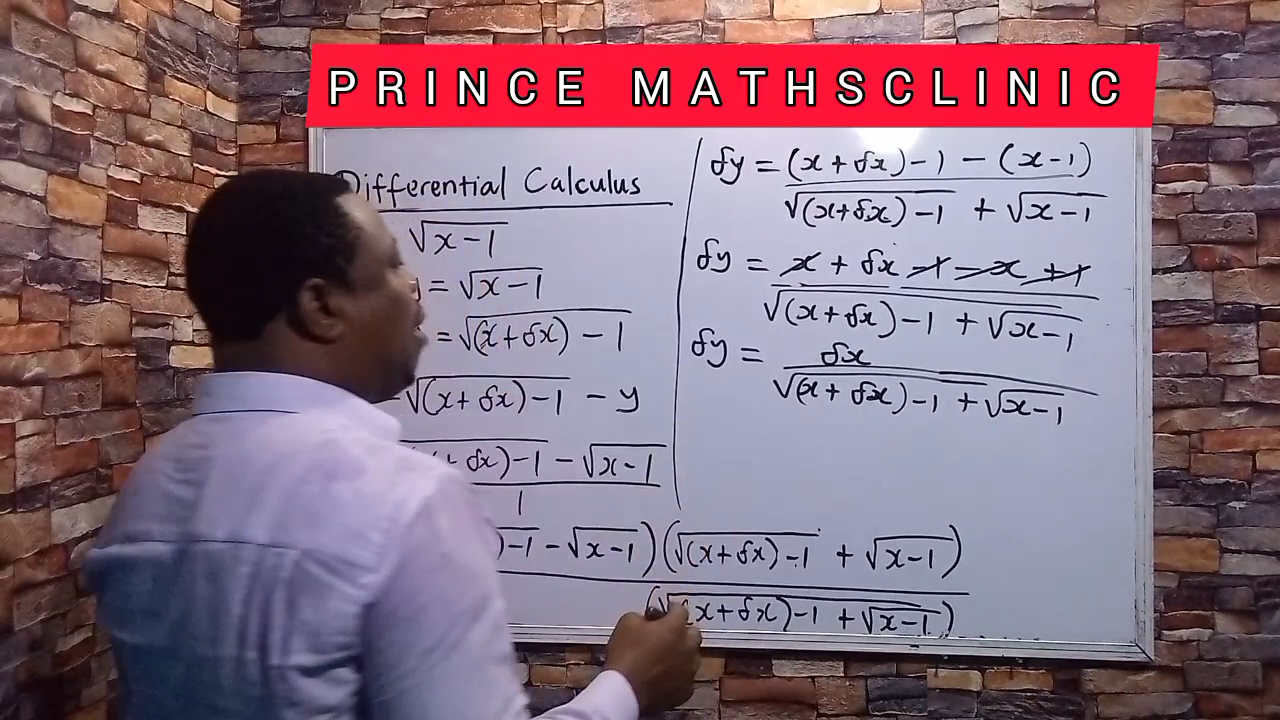 PRINCE MATHSCLINIC
Differential Calculus
√(x-1)
y = √(x-1)
= √((x+δx)-1)
√((x+δx)-1) - y
+ δx)-1 - √(x-1)
1
)-1 - √(x-1))(√((x+δx)-1) + √(x-1))
(√((x+δx)-1) + √(x-1))
δy = (x+δx)-1 - (x-1)
√((x+δx)-1) + √(x-1)
δy = x + δx -1 - x +1
√((x+δx)-1) + √(x-1)
δy = δx
√((x+δx)-1) + √(x-1)